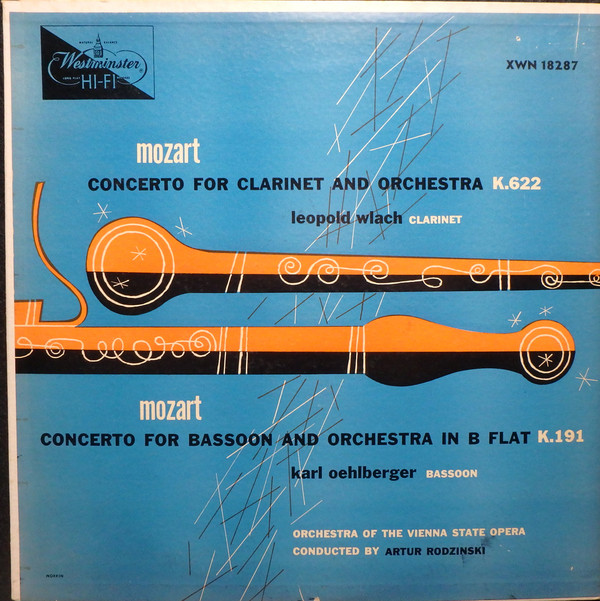 Westminster
HI-FI
XWN 18287
mozart
CONCERTO FOR CLARINET AND ORCHESTRA K.622
leopold wlach CLARINET
mozart
CONCERTO FOR BASSOON AND ORCHESTRA IN B FLAT K.191
karl oehlberger BASSOON
ORCHESTRA OF THE VIENNA STATE OPERA
CONDUCTED BY ARTUR RODZINSKI